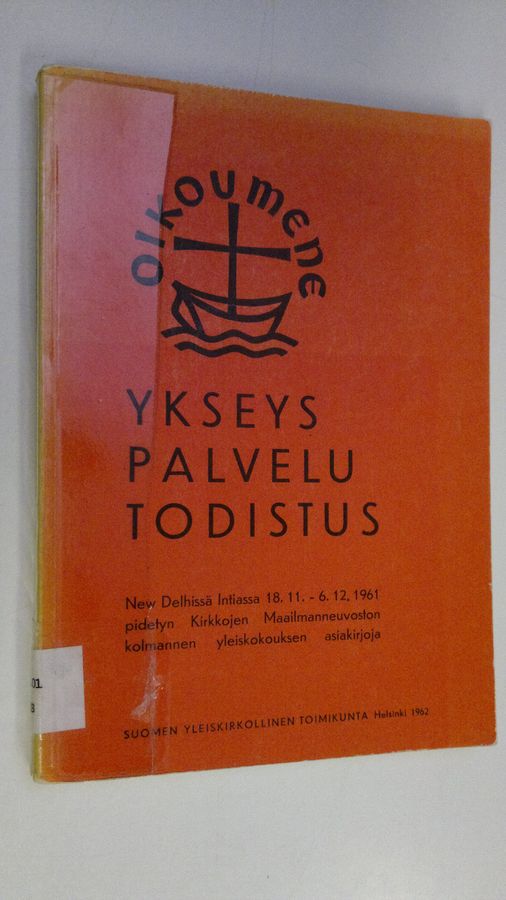 OIKOUMENE
YKSEYS
PALVELU
TODISTUS
New Delhissä Intiassa 18. 11. - 6. 12. 1961
pidetyn Kirkkojen Maailmanneuvoston
kolmannen yleiskokouksen asiakirjoja
SUOMEN YLEISKIRKOLLINEN TOIMIKUNTA Helsinki 1962
01
B